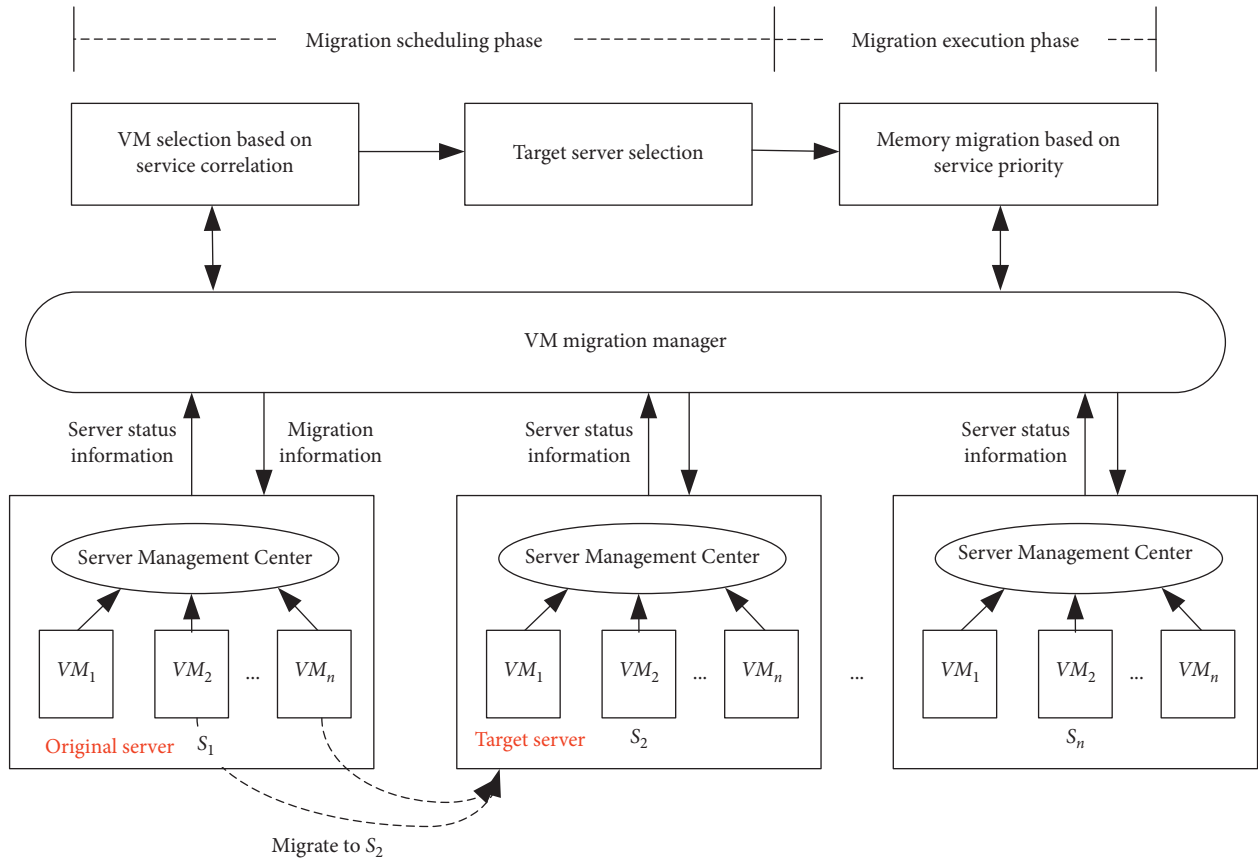 Migration scheduling phase
Migration execution phase
VM selection based on
service correlation
Target server selection
Memory migration based on
service priority
VM migration manager
Server status
information
Migration
information
Server status
information
Server status
information
Server Management Center
Server Management Center
Server Management Center
VM₁
VM₂
...
VMₙ
VM₁
VM₂
...
VMₙ
...
VM₁
VM₂
...
VMₙ
Original server
S₁
Target server
S₂
Sₙ
Migrate to S₂